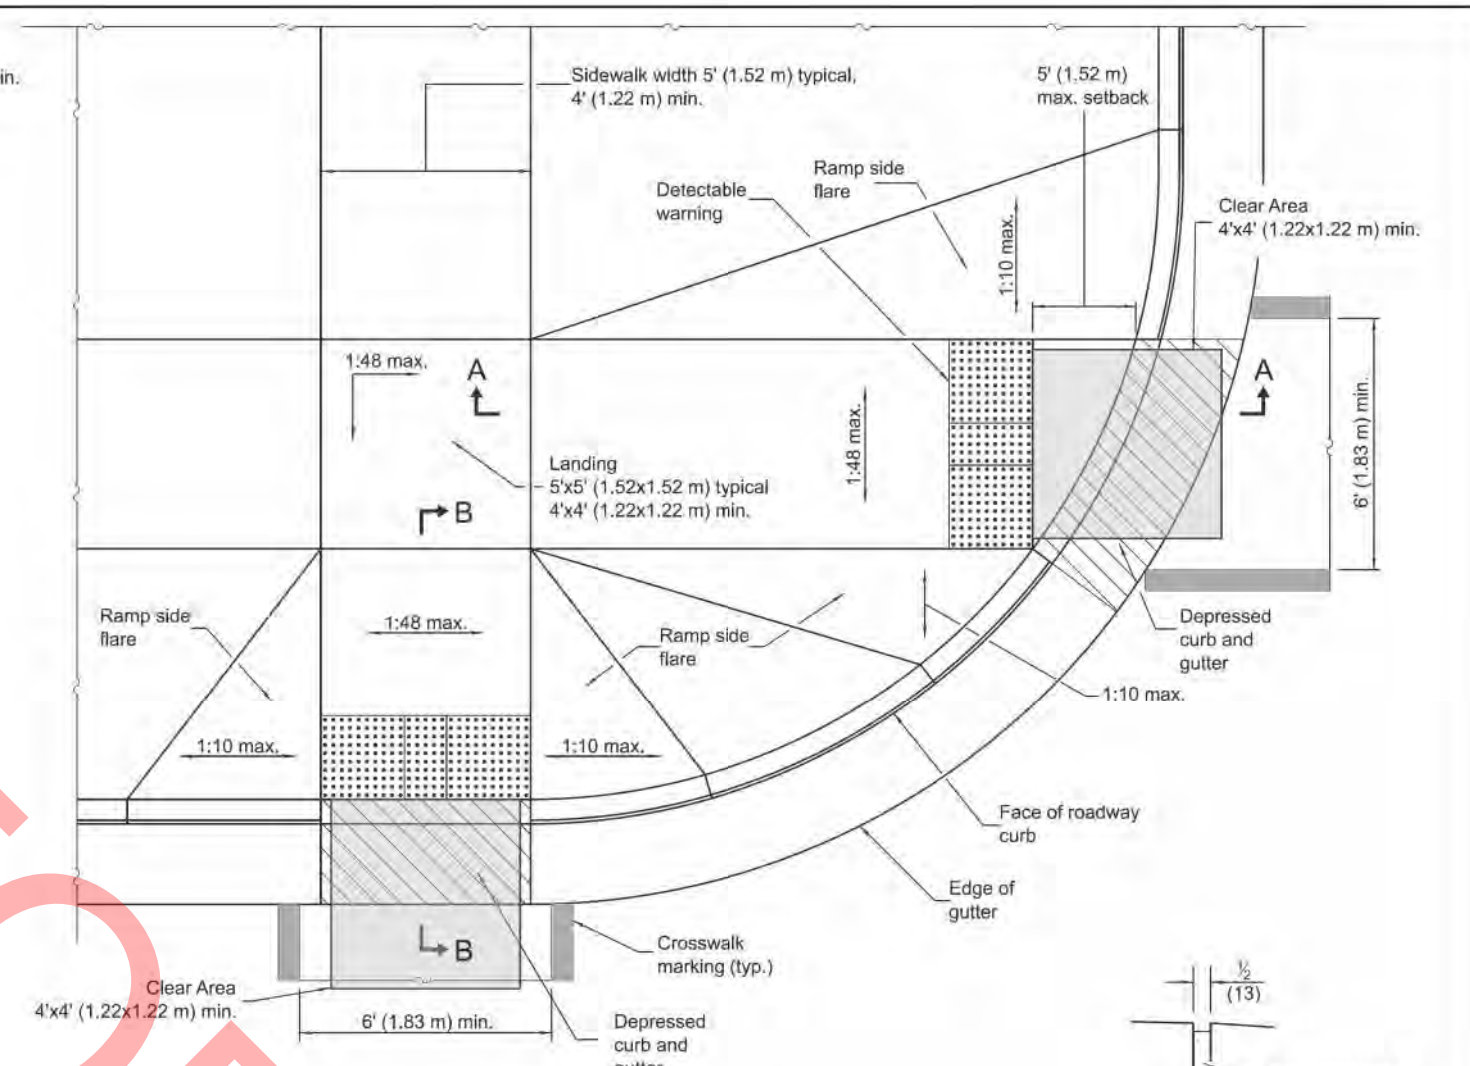 in.
Sidewalk width 5' (1.52 m) typical,
4' (1.22 m) min.
5' (1.52 m)
max. setback
Ramp side
flare
Detectable
warning
1:10 max.
Clear Area
4'x4' (1.22x1.22 m) min.
1:48 max.
A
A
1:48 max.
6' (1.83 m) min.
Landing
5'x5' (1.52x1.52 m) typical
4'x4' (1.22x1.22 m) min.
B
Ramp side
flare
1:48 max.
Ramp side
flare
Depressed
curb and
gutter
1:10 max.
1:10 max.
1:10 max.
Face of roadway
curb
Edge of
gutter
B
Crosswalk
marking (typ.)
Clear Area
4'x4' (1.22x1.22 m) min.
6' (1.83 m) min.
Depressed
curb and
gutter
½
(13)